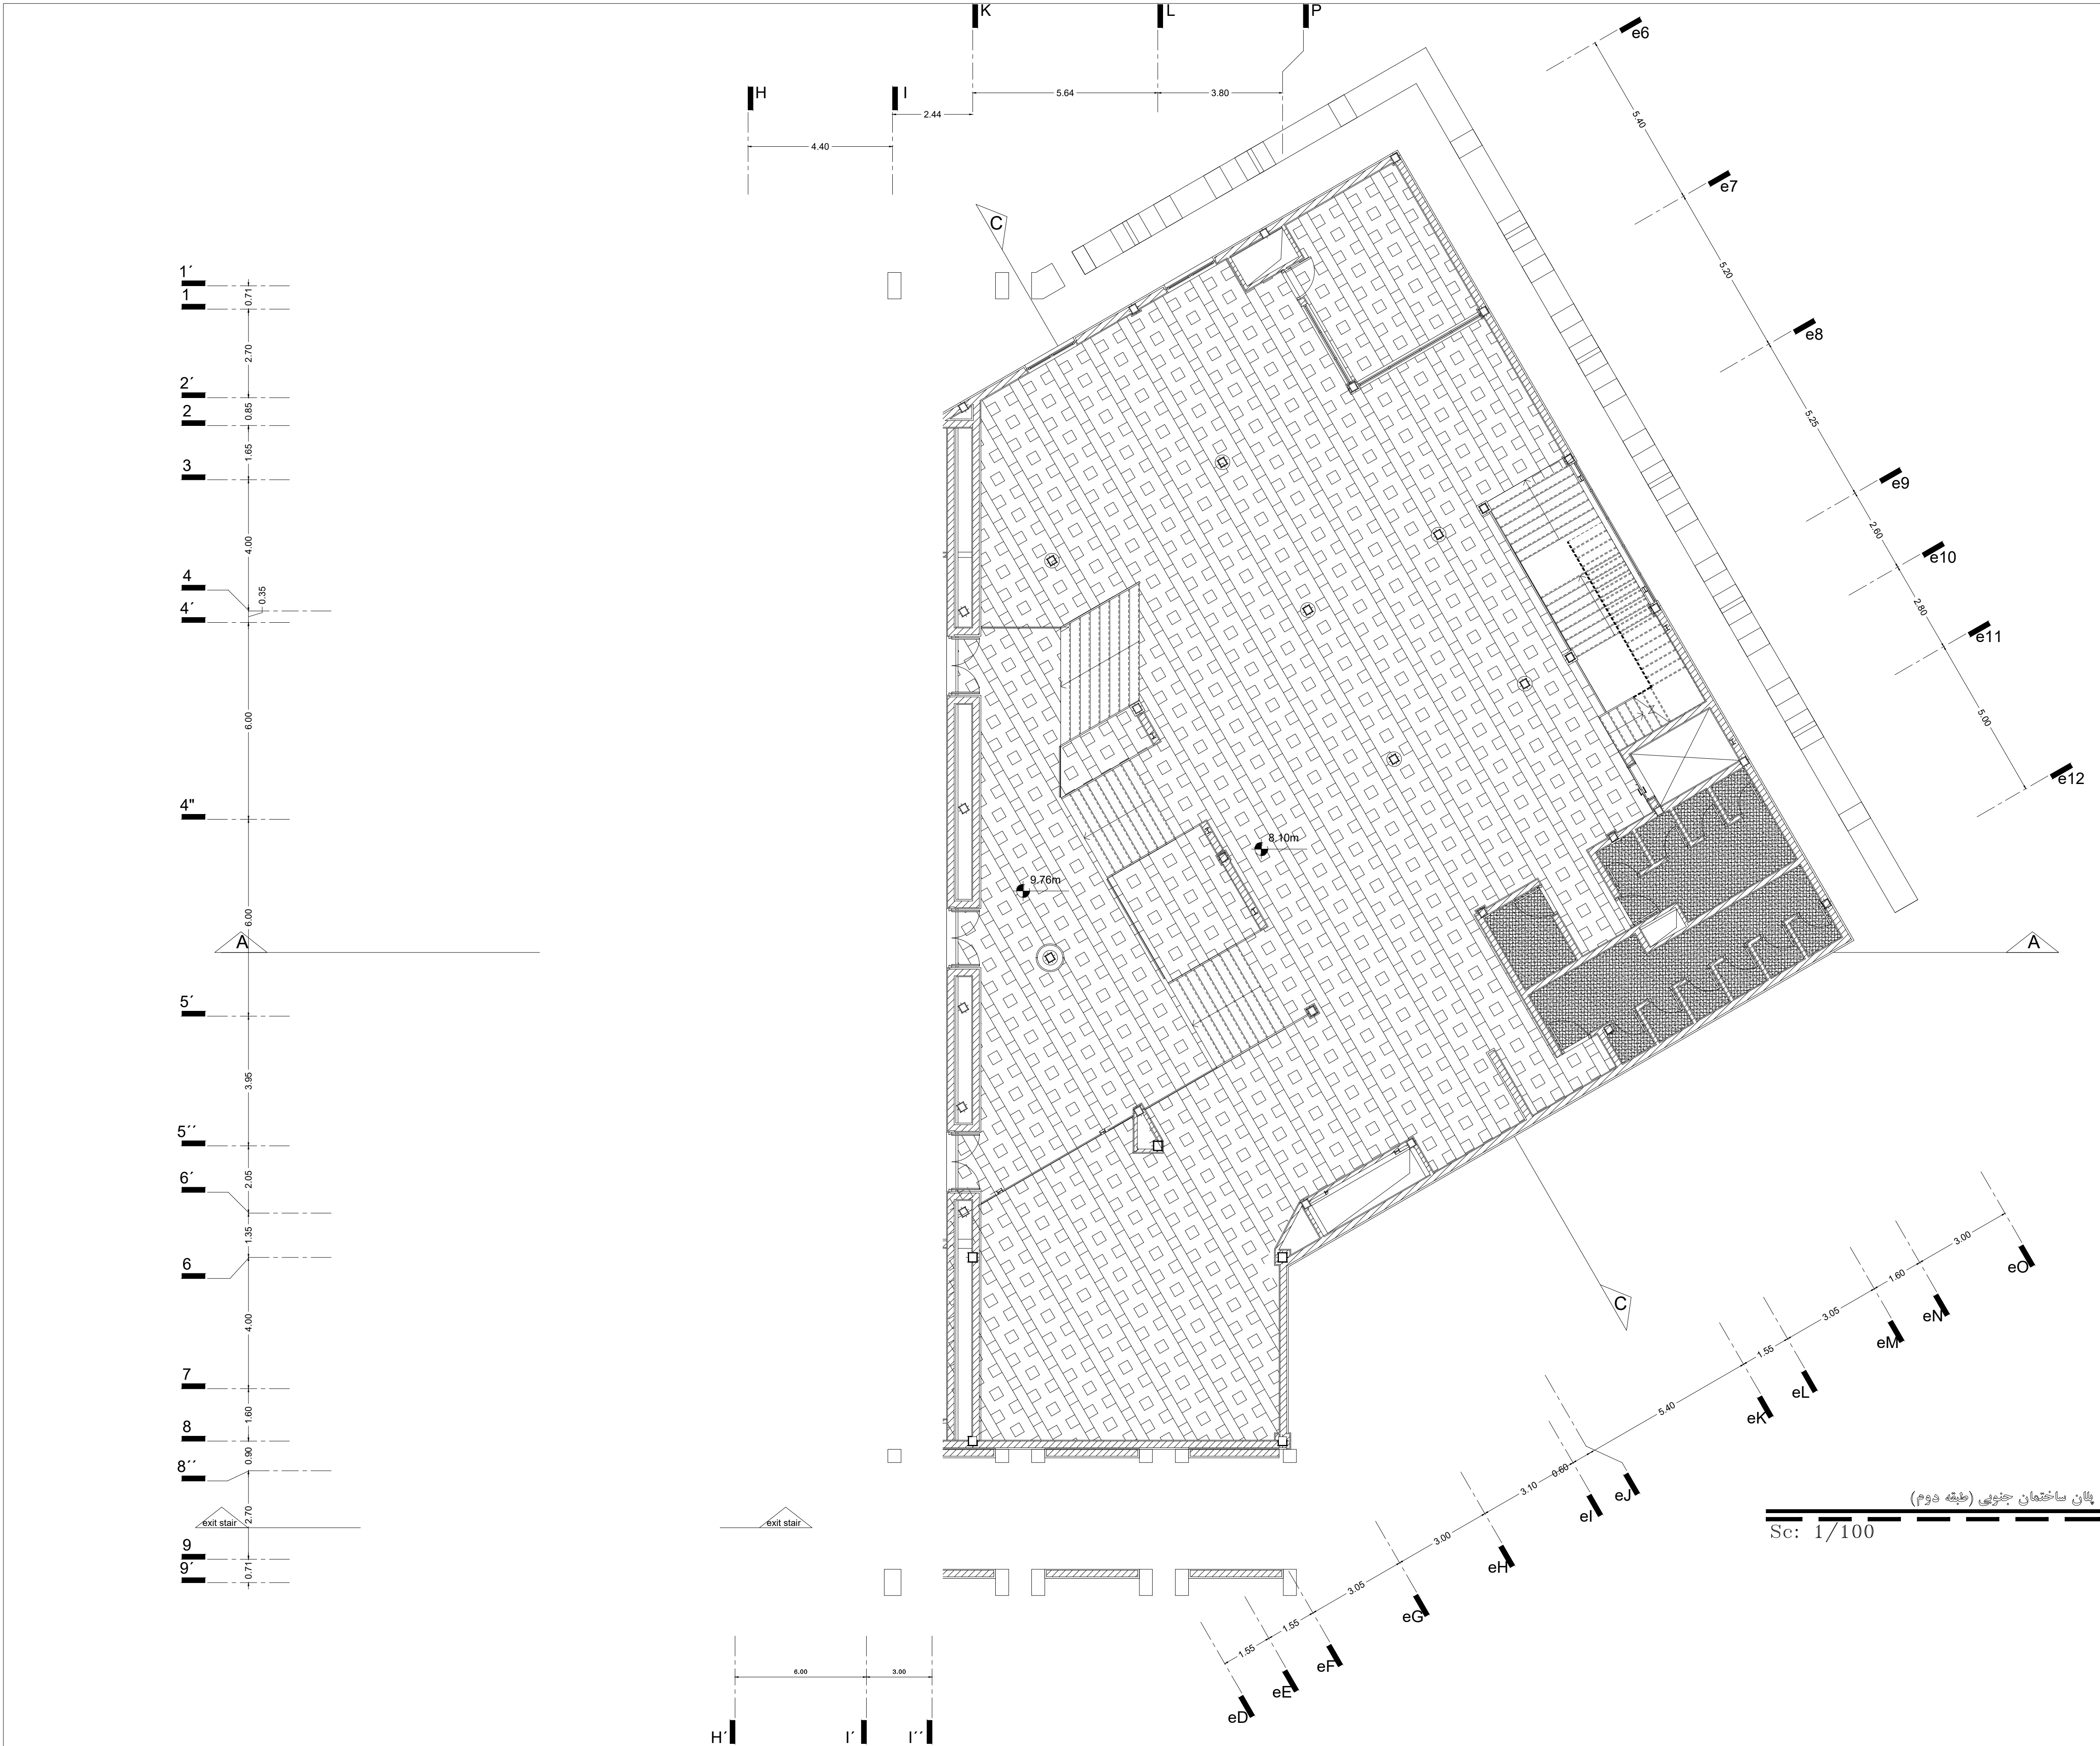 K
L
P
e6
H
I
5.64
3.80
2.44
4.40
5.40
e7
C
5.20
1´
0.71
1
e8
2.70
2´
0.85
2
1.65
5.25
3
e9
4.00
2.60
e10
4
0.35
4´
2.80
e11
6.00
5.00
4"
e12
8.10m
9.76m
6.00
A
A
5´
3.95
5´´
2.05
6´
1.35
6
3.00
eO
1.60
eN
C
3.05
eM
4.00
1.55
eL
7
5.40
eK
1.60
8
0.90
8´´
3.10
0.60
eJ
eI
پلان ساختمان جنوبی (طبقه دوم)
Sc: 1/100
2.70
exit stair
exit stair
3.00
eH
9
0.71
9´
3.05
eG
1.55
eF
1.55
eE
eD
6.00
3.00
H´
I´
I´´